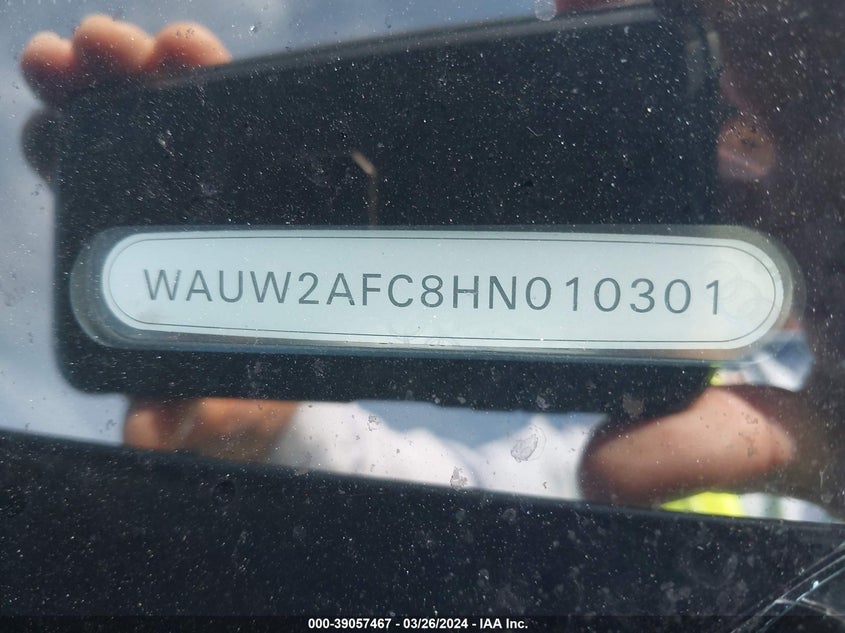 WAUW2AFC8HN010301
000-39057467 - 03/26/2024 - IAA Inc.